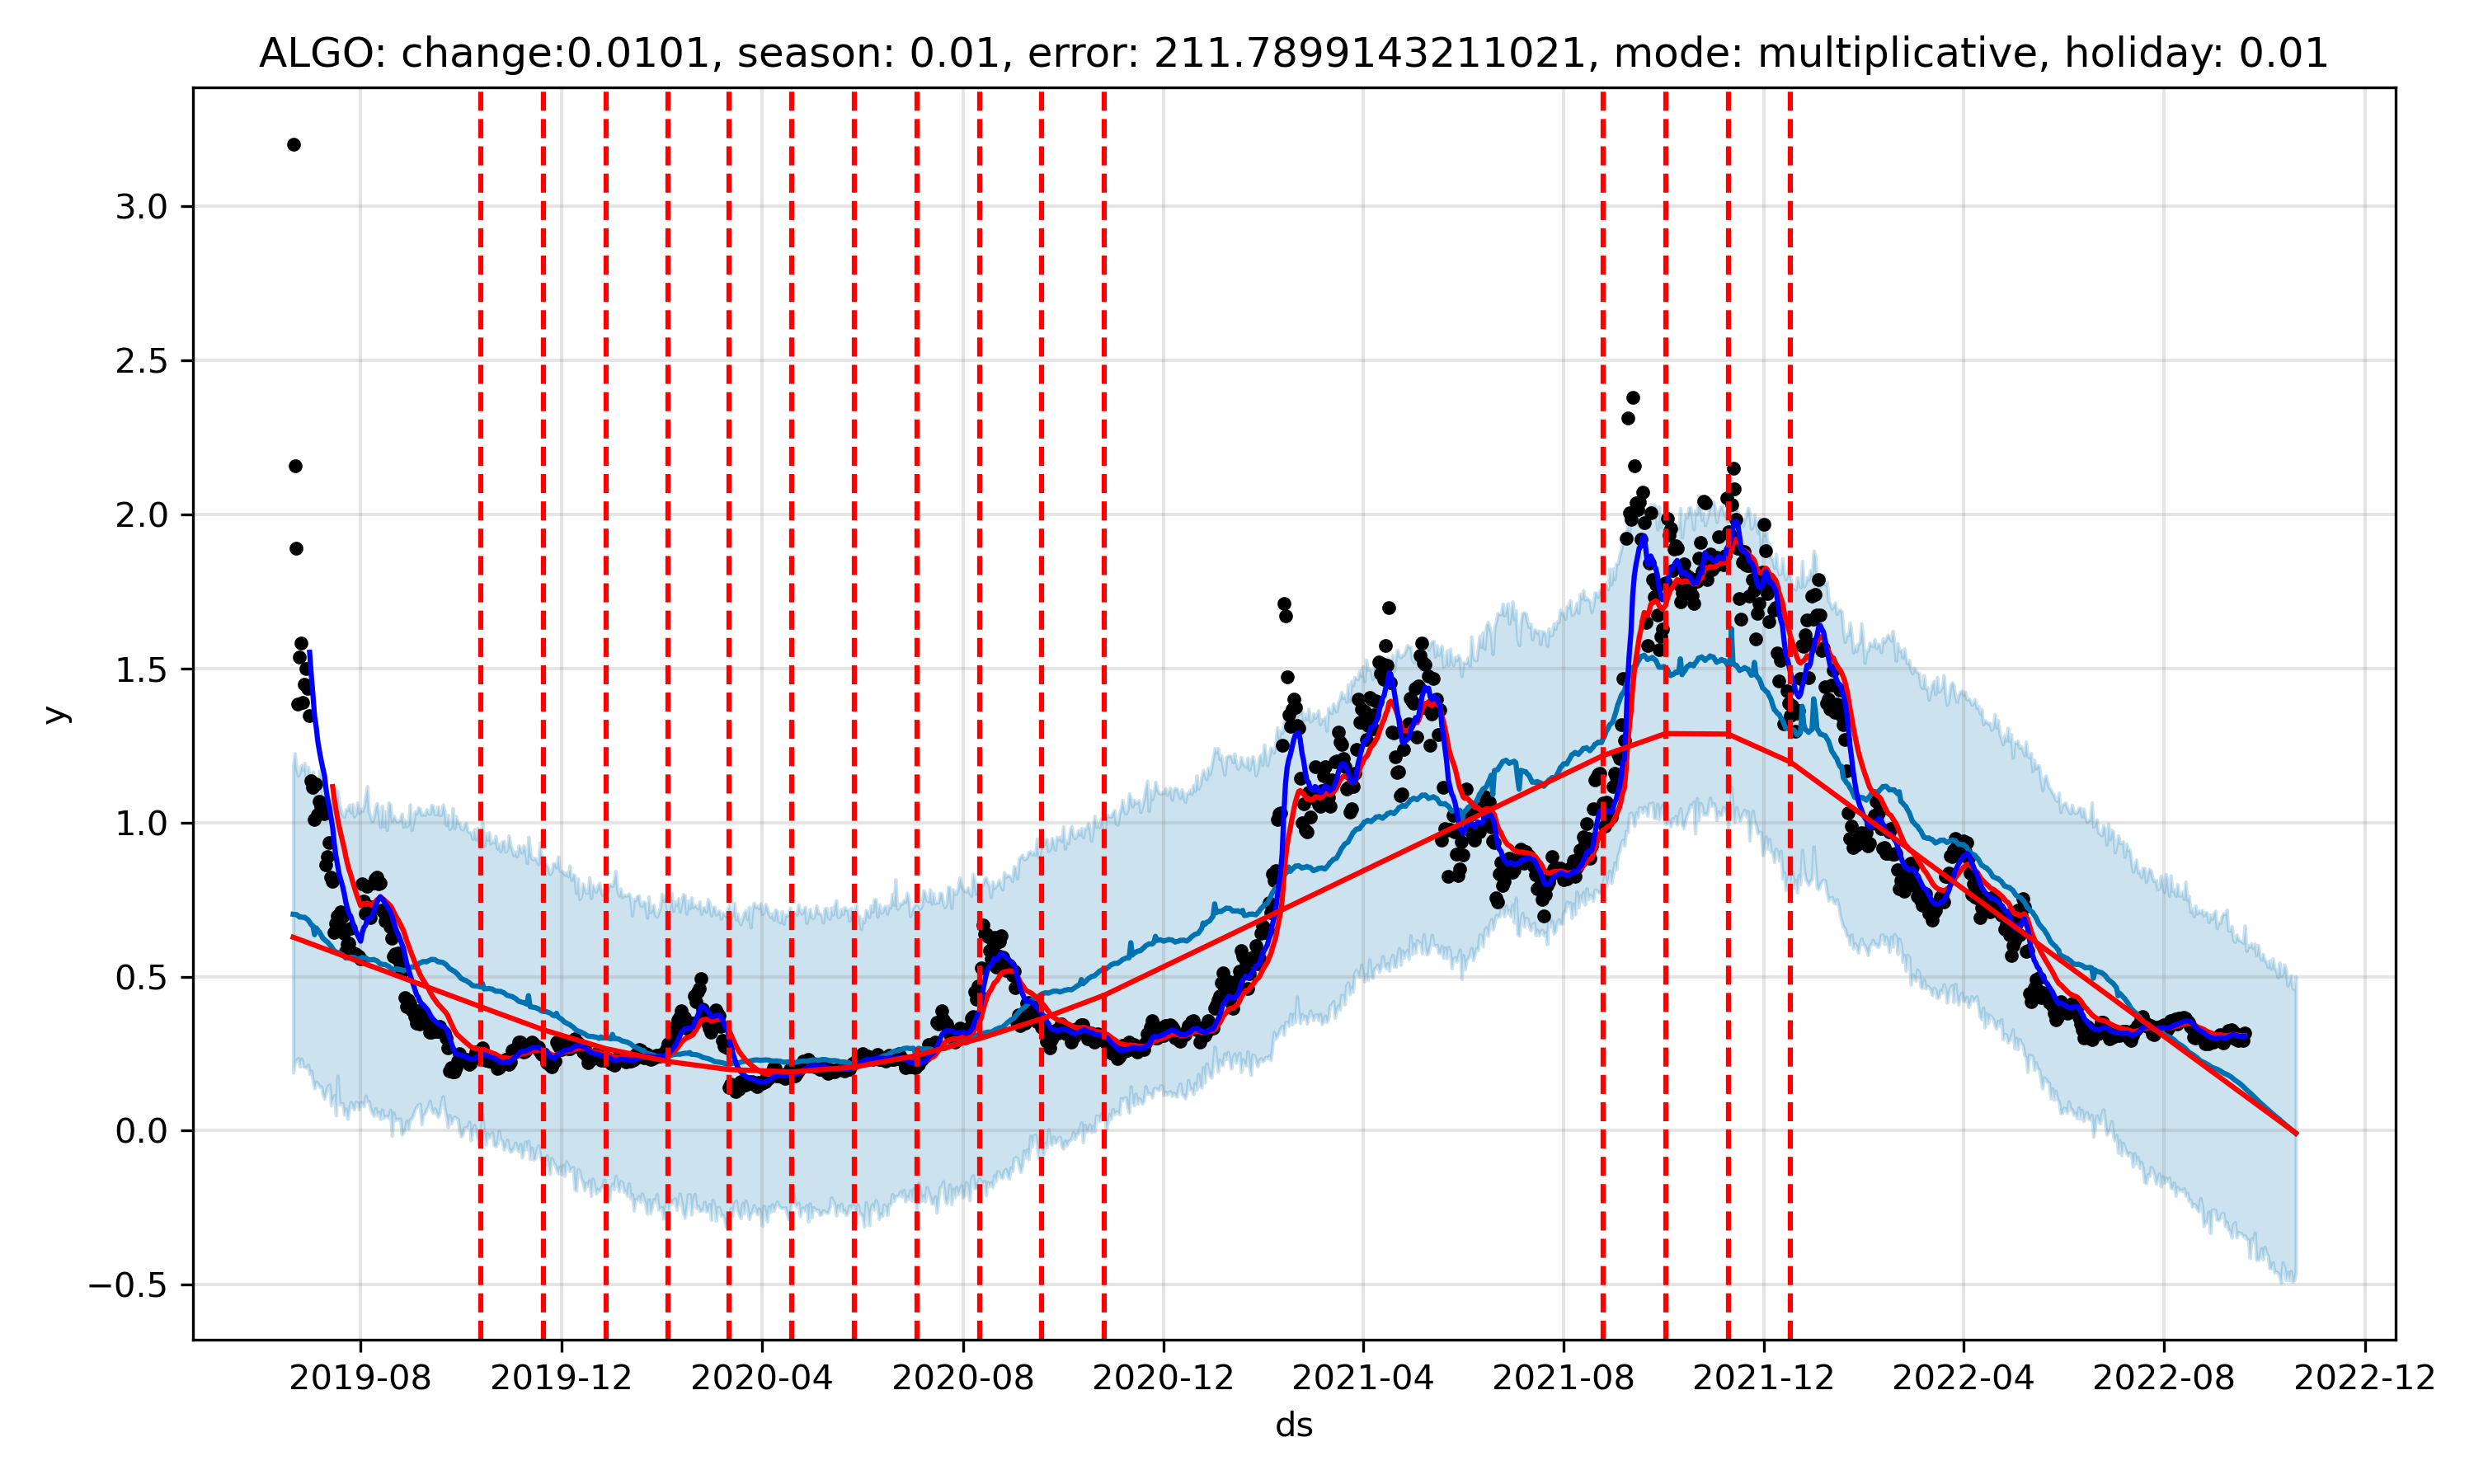 ALGO: change:0.0101, season: 0.01, error: 211.7899143211021, mode: multiplicative, holiday: 0.01
3.0
2.5
2.0
1.5
1.0
0.5
0.0
−0.5
y
2019-08 2019-12 2020-04 2020-08 2020-12 2021-04 2021-08 2021-12 2022-04 2022-08 2022-12
ds